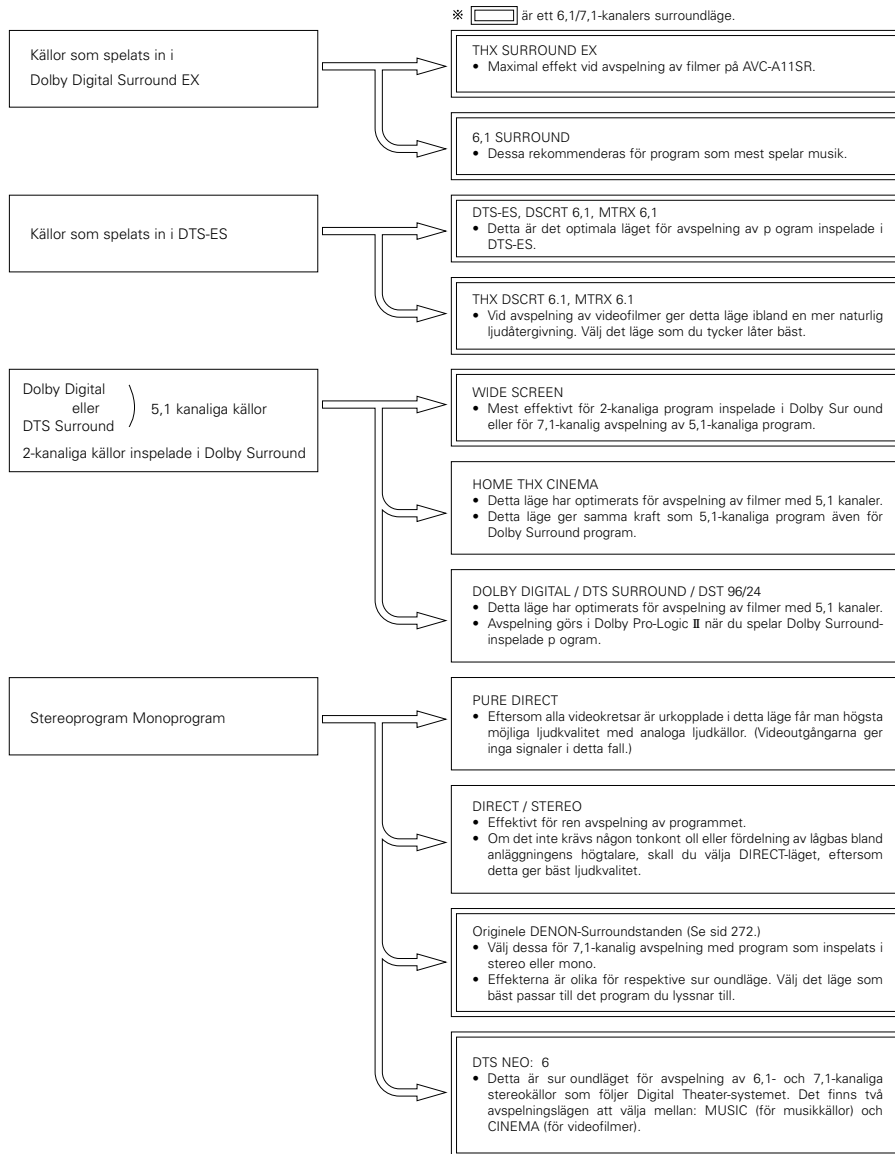 ※ är ett 6,1/7,1-kanalers surroundläge.
Källor som spelats in i
Dolby Digital Surround EX
THX SURROUND EX
• Maximal effekt vid avspelning av filmer på AVC-A11SR.
6,1 SURROUND
• Dessa rekommenderas för program som mest spelar musik.
Källor som spelats in i DTS-ES
DTS-ES, DSCRT 6,1, MTRX 6,1
• Detta är det optimala läget för avspelning av p ogram inspelade i
DTS-ES.
THX DSCRT 6.1, MTRX 6.1
• Vid avspelning av videofilmer ger detta läge ibland en mer naturlig
ljudåtergivning. Välj det läge som du tycker låter bäst.
Dolby Digital
eller
DTS Surround
5,1 kanaliga källor
2-kanaliga källor inspelade i Dolby Surround
WIDE SCREEN
• Mest effektivt för 2-kanaliga program inspelade i Dolby Sur ound
eller för 7,1-kanalig avspelning av 5,1-kanaliga program.
HOME THX CINEMA
• Detta läge har optimerats för avspelning av filmer med 5,1 kanaler.
• Detta läge ger samma kraft som 5,1-kanaliga program även för
Dolby Surround program.
DOLBY DIGITAL / DTS SURROUND / DST 96/24
• Detta läge har optimerats för avspelning av filmer med 5,1 kanaler.
• Avspelning görs i Dolby Pro-Logic II när du spelar Dolby Surround-
inspelade p ogram.
Stereoprogram Monoprogram
PURE DIRECT
• Eftersom alla videokretsar är urkopplade i detta läge får man högsta
möjliga ljudkvalitet med analoga ljudkällor. (Videoutgångarna ger
inga signaler i detta fall.)
DIRECT / STEREO
• Effektivt för ren avspelning av programmet.
• Om det inte krävs någon tonkont oll eller fördelning av lågbas bland
anläggningens högtalare, skall du välja DIRECT-läget, eftersom
detta ger bäst ljudkvalitet.
Originele DENON-Surroundstanden (Se sid 272.)
• Välj dessa för 7,1-kanalig avspelning med program som inspelats i
stereo eller mono.
• Effekterna är olika för respektive sur oundläge. Välj det läge som
bäst passar till det program du lyssnar till.
DTS NEO: 6
• Detta är sur oundläget för avspelning av 6,1- och 7,1-kanaliga
stereokällor som följer Digital Theater-systemet. Det finns två
avspelningslägen att välja mellan: MUSIC (för musikkällor) och
CINEMA (för videofilmer).